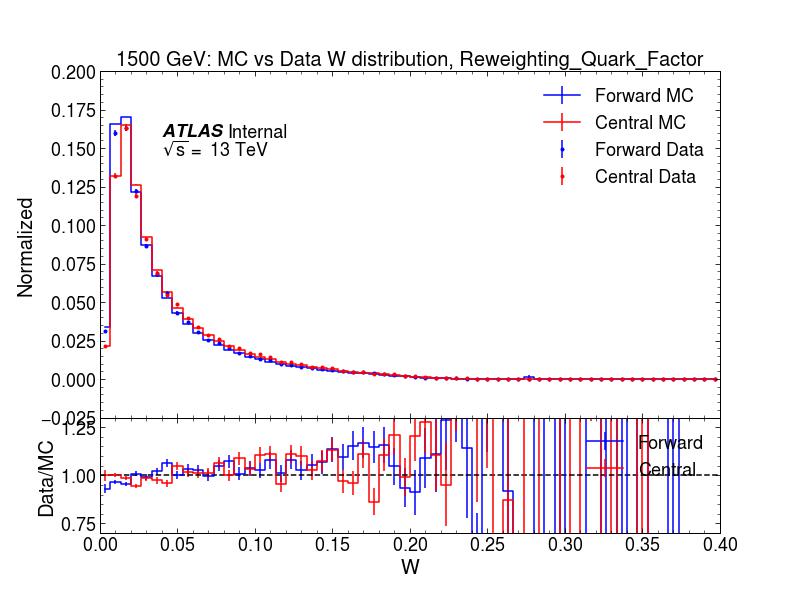 1500 GeV: MC vs Data W distribution, Reweighting_Quark_Factor
Normalized
0.200
0.175
0.150
0.125
0.100
0.075
0.050
0.025
0.000
−0.025
ATLAS Internal
√s = 13 TeV
Forward MC
Central MC
Forward Data
Central Data
Data/MC
1.25
1.00
0.75
Forward
Central
0.00 0.05 0.10 0.15 0.20 0.25 0.30 0.35 0.40
W